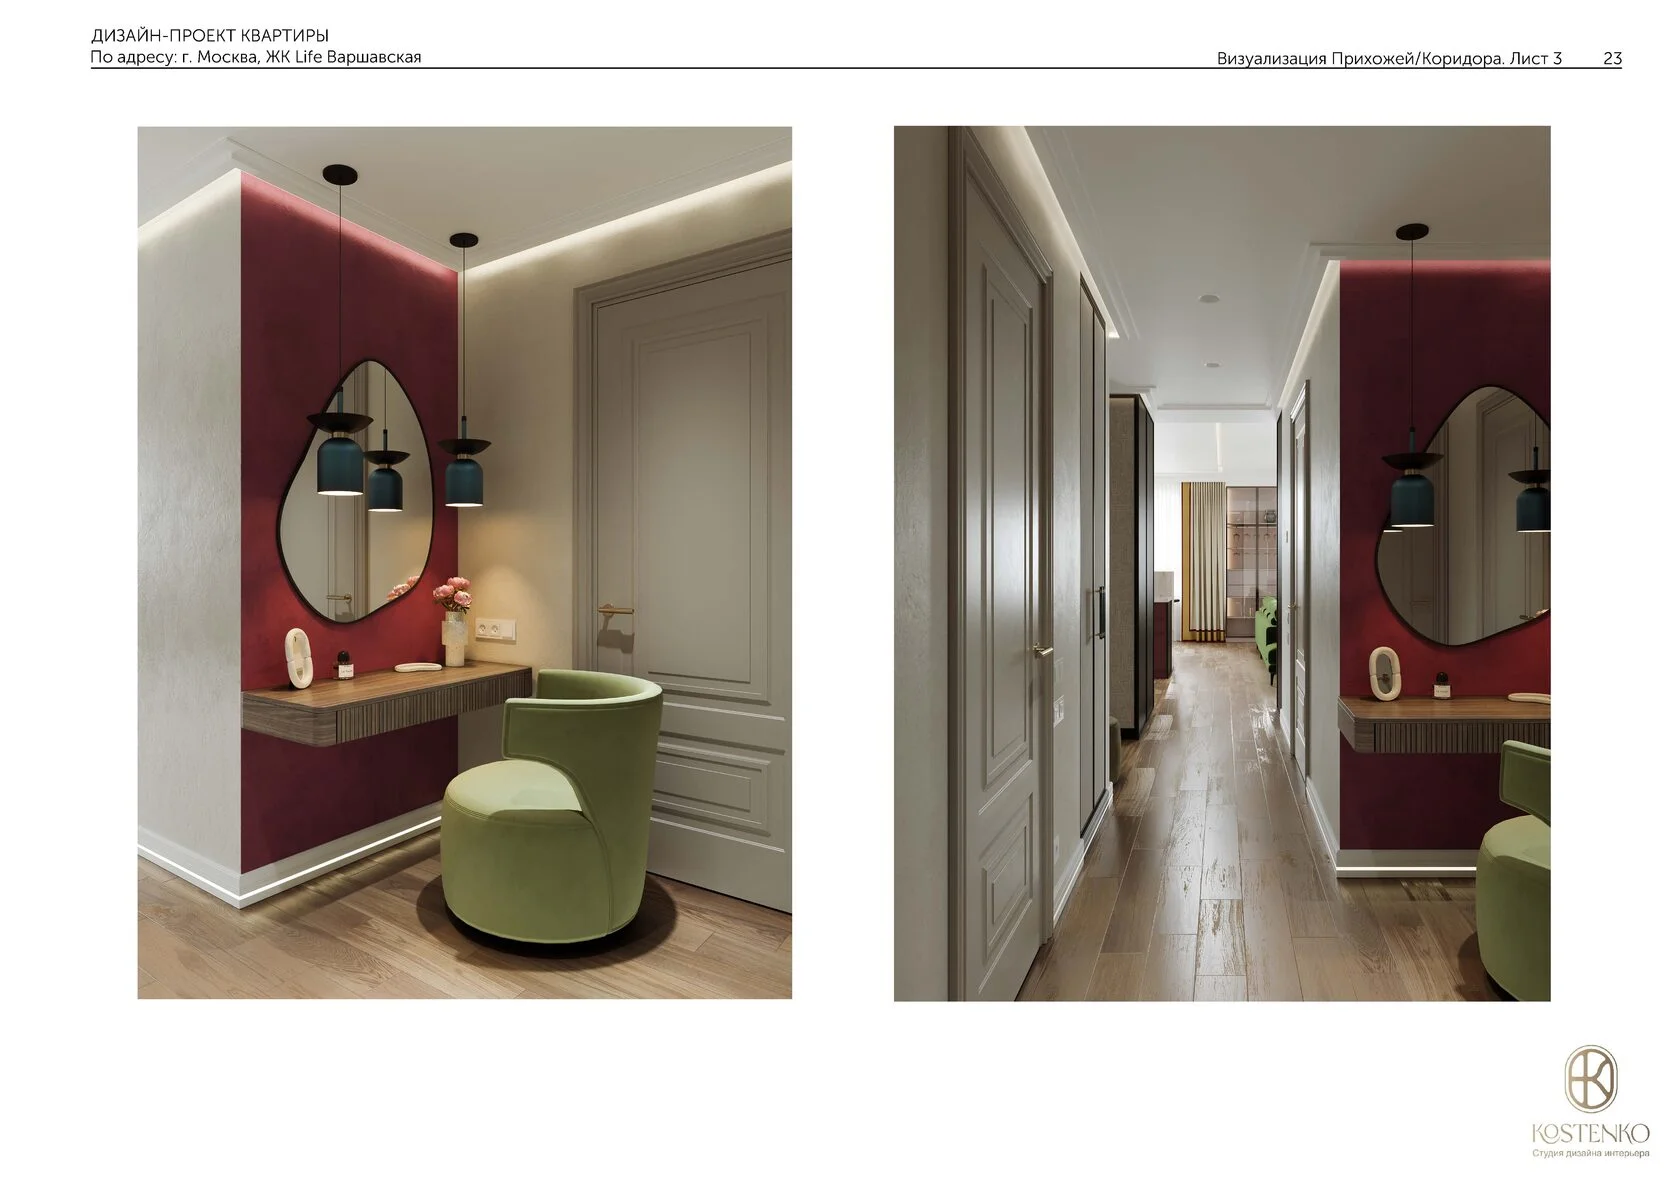 ДИЗАЙН-ПРОЕКТ КВАРТИРЫ
По адресу: г. Москва, ЖК Life Варшавская
Визуализация Прихожей/Коридора. Лист 3 23
KOSTENKO
Студия дизайна интерьера